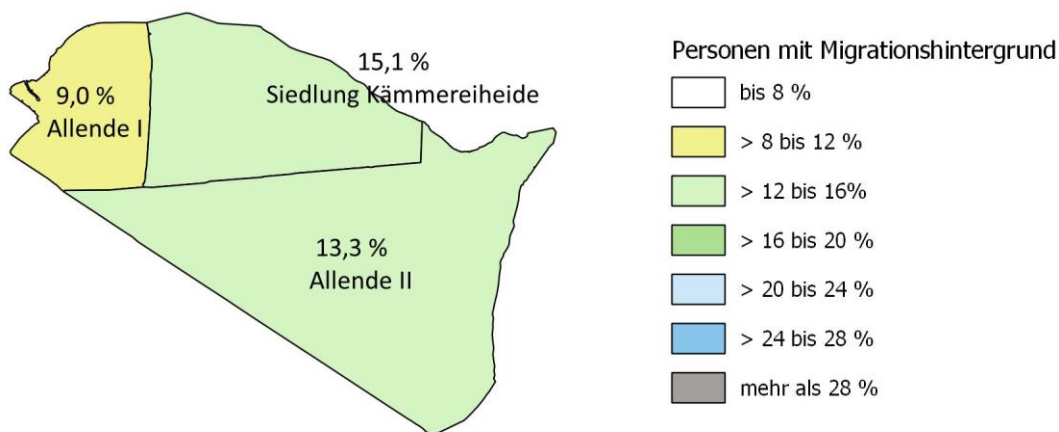 15,1 %
Siedlung Kämmereiheide
9,0 %
Allende I
13,3 %
Allende II
Personen mit Migrationshintergrund
bis 8 %
> 8 bis 12 %
> 12 bis 16%
> 16 bis 20 %
> 20 bis 24 %
> 24 bis 28 %
mehr als 28 %